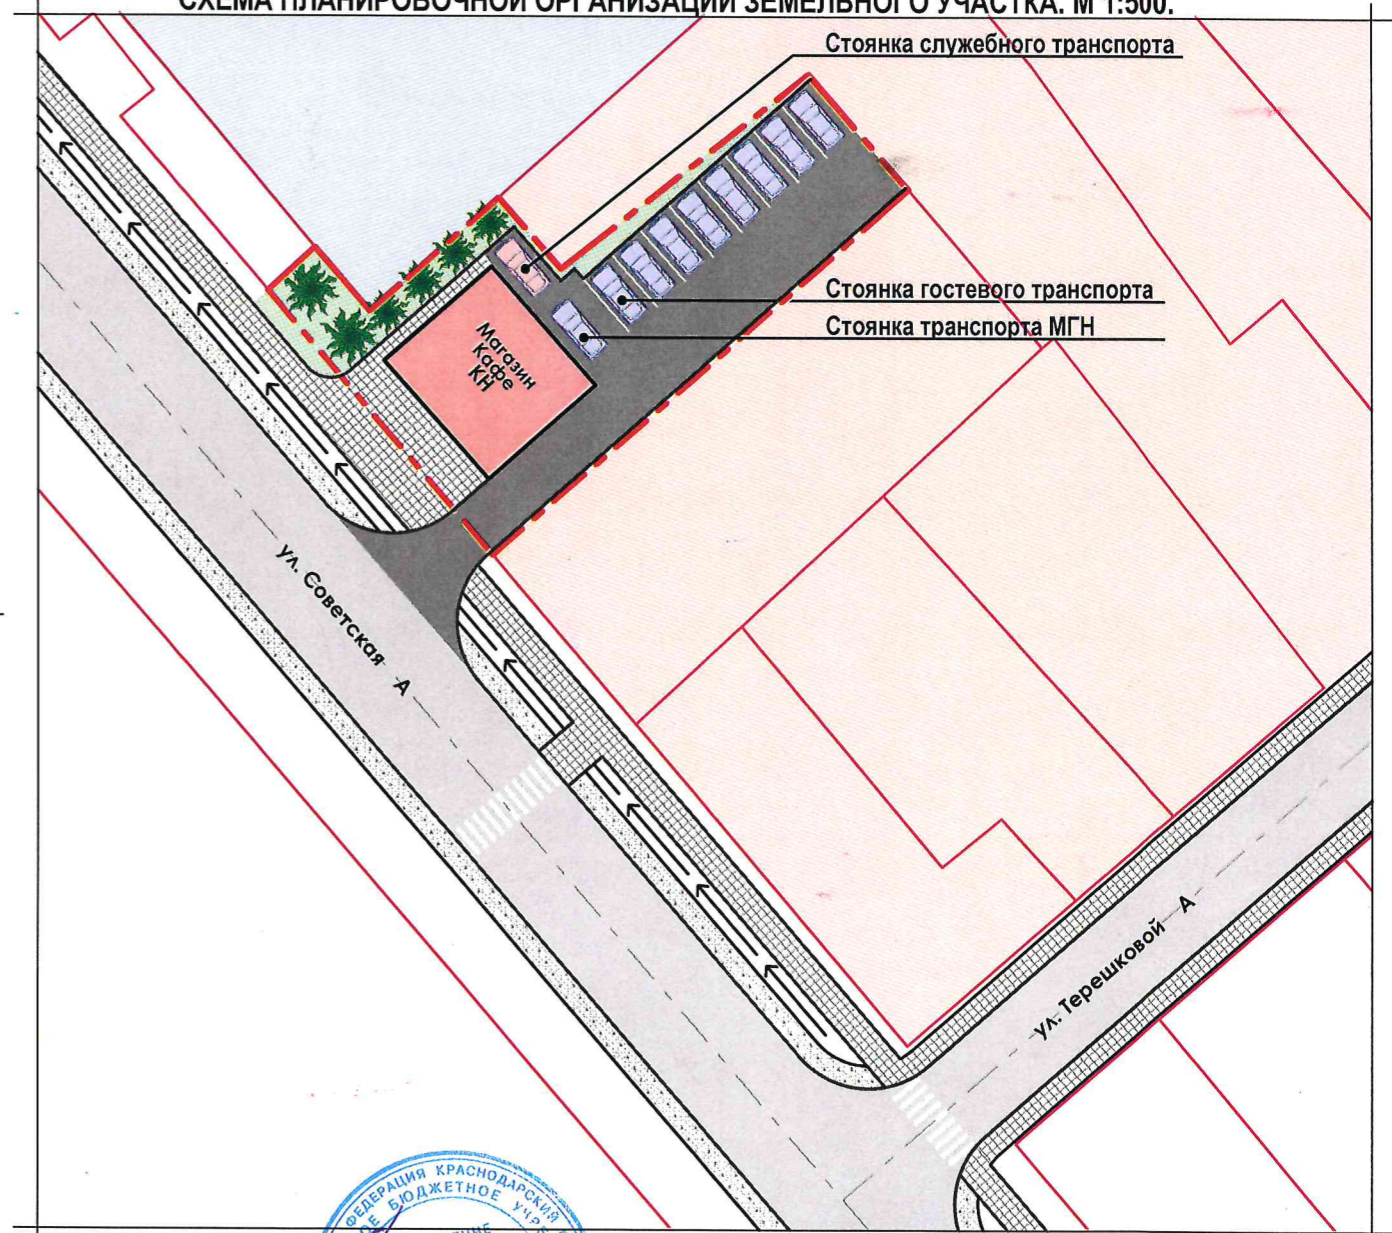 СХЕМА ПЛАНИРОВОЧНОЙ ОРГАНИЗАЦИИ ЗЕМЕЛЬНОГО УЧАСТКА. М 1:500.
Стоянка служебного транспорта
Стоянка гостевого транспорта
Стоянка транспорта МГН
Магазин
Кафе
КН
ул. Советская А
ул. Терешковой А
ФЕДЕРАЦИЯ КРАСНОДАРСКИЙ
БЮДЖЕТНОЕ